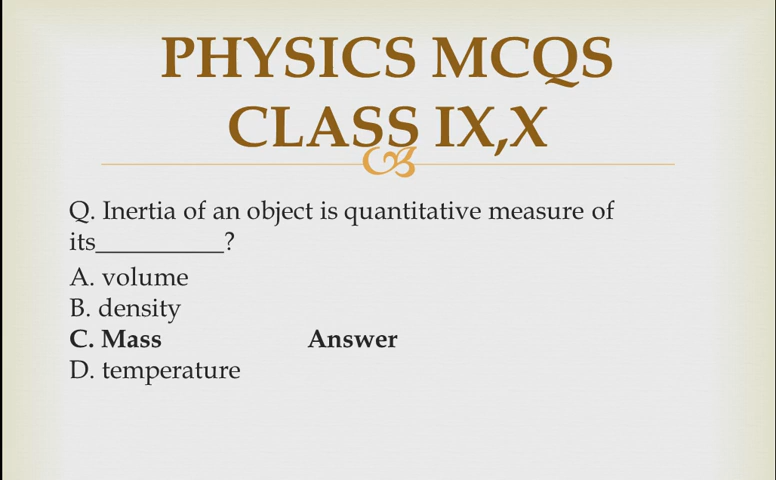 PHYSICS MCQS
CLASS IX,X
Q. Inertia of an object is quantitative measure of
its__________?
A. volume
B. density
C. Mass Answer
D. temperature